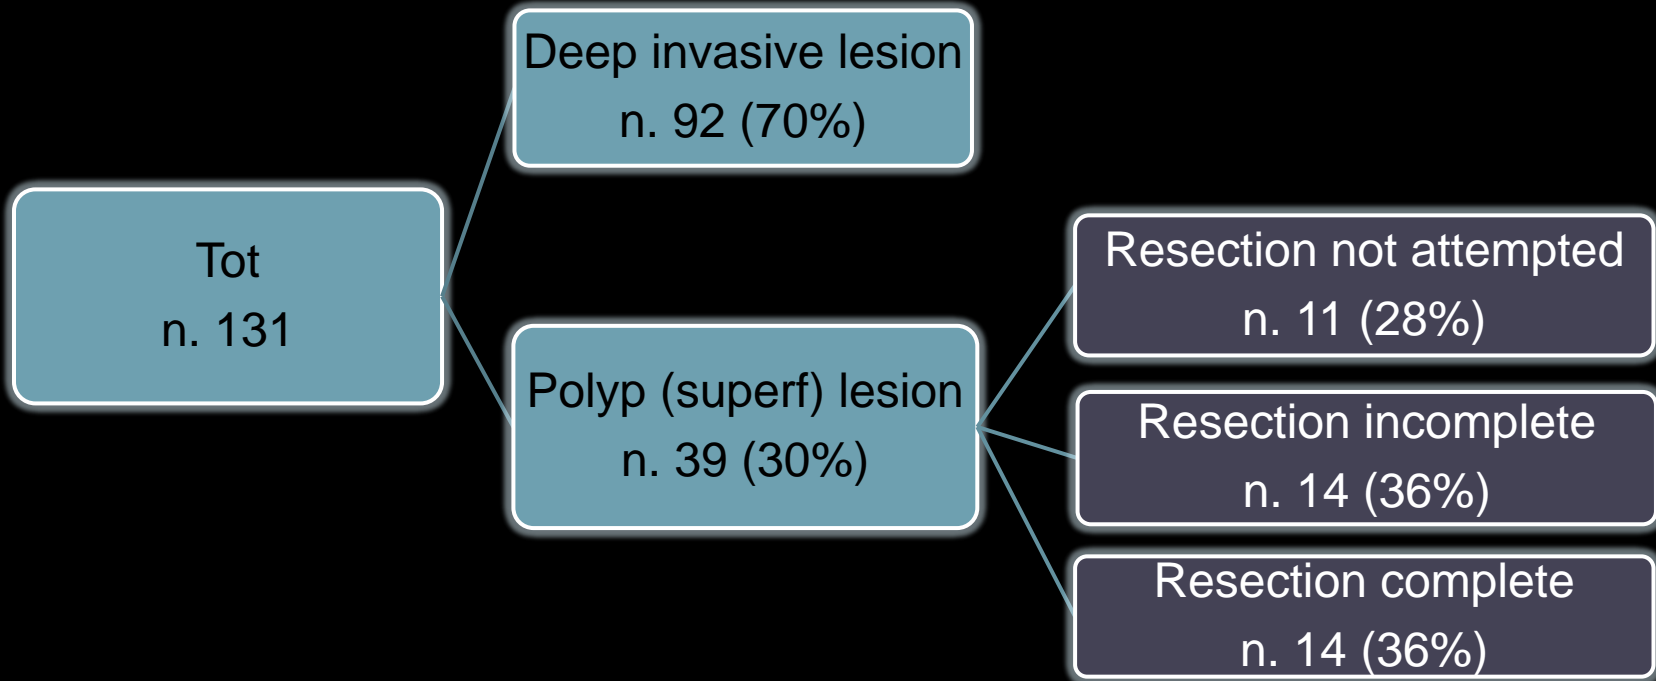 Tot
n. 131
Deep invasive lesion
n. 92 (70%)
Polyp (superf) lesion
n. 39 (30%)
Resection not attempted
n. 11 (28%)
Resection incomplete
n. 14 (36%)
Resection complete
n. 14 (36%)